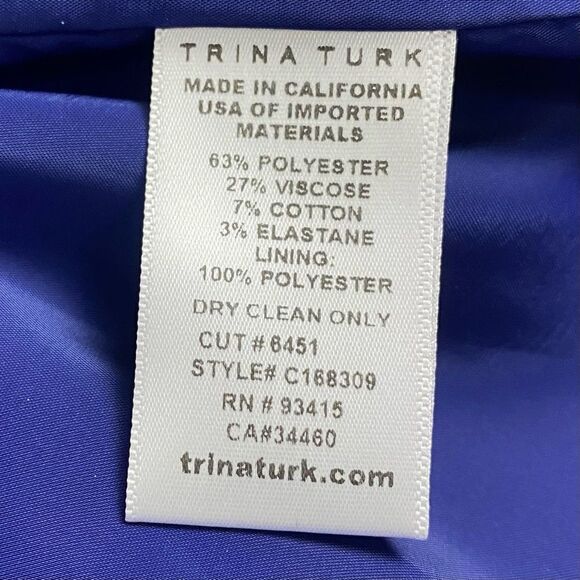 TRINA TURK
MADE IN CALIFORNIA
USA OF IMPORTED
MATERIALS
63% POLYESTER
27% VISCOSE
7% COTTON
3% ELASTANE
LINING:
100% POLYESTER
DRY CLEAN ONLY
CUT # 6451
STYLE# C168309
RN # 93415
CA#34460
trinaturk.com